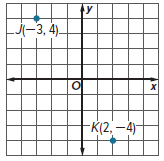 y
J(−3, 4)
O
x
K(2, −4)